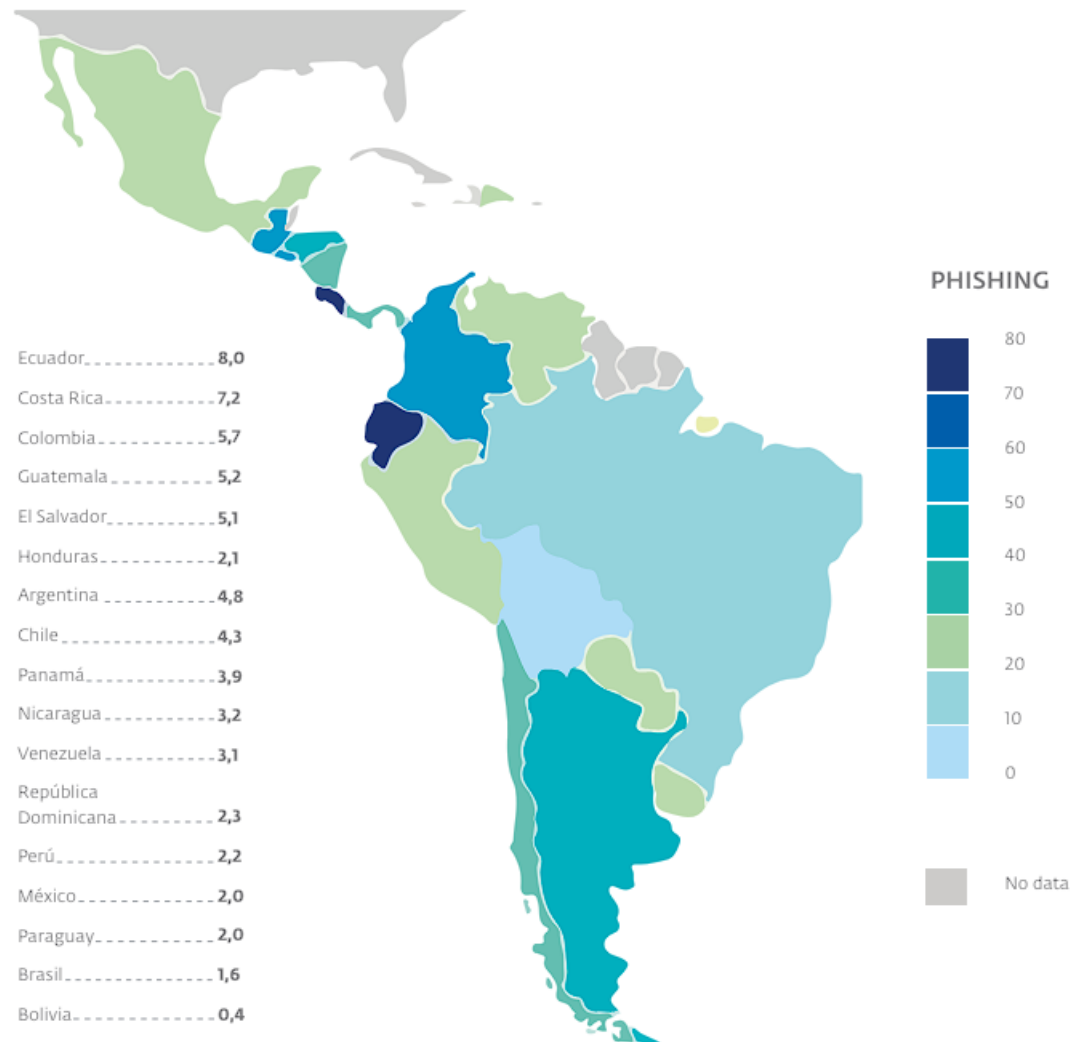 PHISHING
80
70
60
50
40
30
20
10
0
No data
Ecuador 8,0
Costa Rica 7,2
Colombia 5,7
Guatemala 5,2
El Salvador 5,1
Honduras 2,1
Argentina 4,8
Chile 4,3
Panamá 3,9
Nicaragua 3,2
Venezuela 3,1
República
Dominicana 2,3
Perú 2,2
México 2,0
Paraguay 2,0
Brasil 1,6
Bolivia 0,4